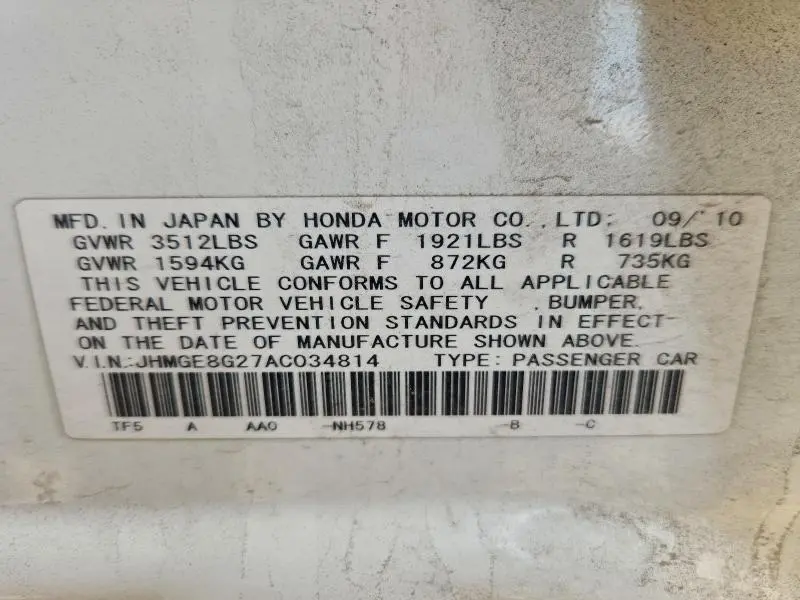 MFD. IN JAPAN BY HONDA MOTOR CO., LTD. 09/10
GVWR 3512LBS GAWR F 1921LBS R 1619LBS
GVWR 1594KG GAWR F 872KG R 735KG
THIS VEHICLE CONFORMS TO ALL APPLICABLE
FEDERAL MOTOR VEHICLE SAFETY , BUMPER,
AND THEFT PREVENTION STANDARDS IN EFFECT
ON THE DATE OF MANUFACTURE SHOWN ABOVE.
V.I.N.:JHMGE8G27AC034814 TYPE: PASSENGER CAR
TF5 A AA0 -NH578 -B -C